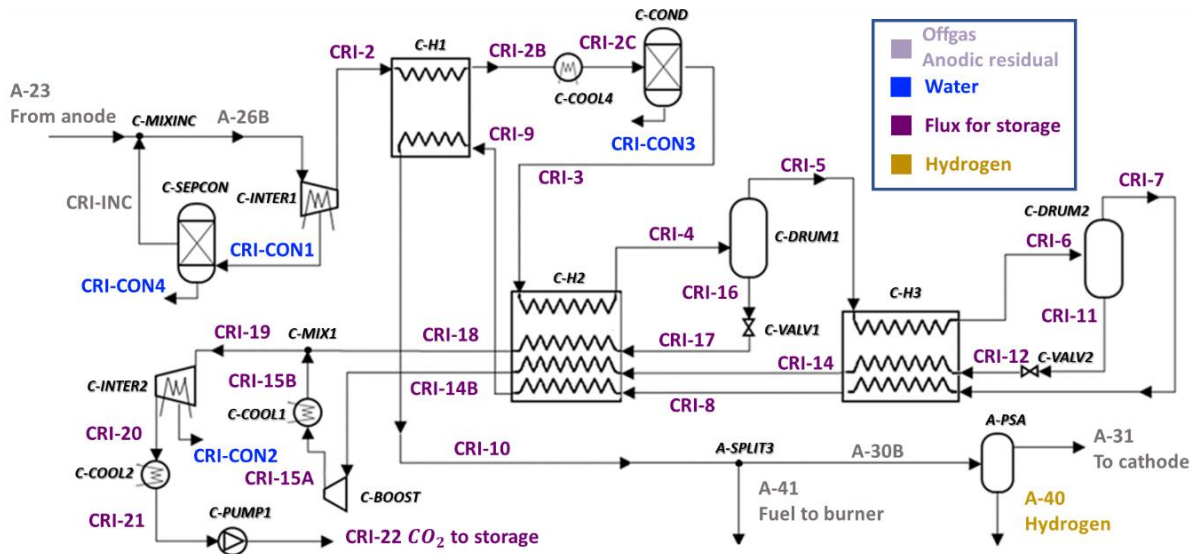 CRI-2
C-H1
CRI-2B
CRI-2C
C-COND
C-COOL4
Offgas
Anodic residual
Water
Flux for storage
Hydrogen
A-23
From anode
C-MIXINC
A-26B
CRI-9
CRI-CON3
CRI-INC
C-SEPCON
C-INTER1
CRI-3
CRI-5
CRI-7
C-DRUM2
CRI-4
C-DRUM1
CRI-6
CRI-CON1
CRI-CON4
C-H2
CRI-16
C-H3
CRI-11
CRI-19
C-MIX1
CRI-18
CRI-17
C-VALV1
CRI-14
CRI-12
C-VALV2
C-INTER2
CRI-15B
CRI-14B
CRI-8
C-COOL1
CRI-20
CRI-CON2
C-COOL2
CRI-15A
C-BOOST
CRI-10
A-SPLIT3
A-30B
A-PSA
A-31
To cathode
CRI-21
C-PUMP1
CRI-22 CO₂ to storage
A-41
Fuel to burner
A-40
Hydrogen